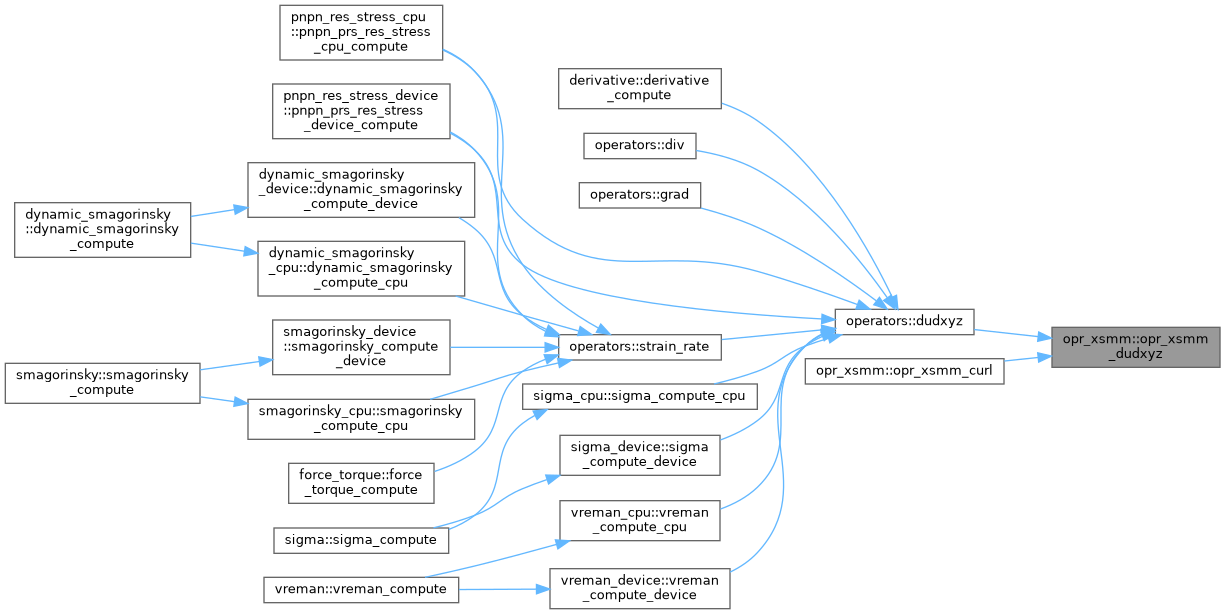 pnpn_res_stress_cpu
::pnpn_prs_res_stress
_cpu_compute
pnpn_res_stress_device
::pnpn_prs_res_stress
_device_compute
dynamic_smagorinsky
_device::dynamic_smagorinsky
_compute_device
dynamic_smagorinsky
::dynamic_smagorinsky
_compute
dynamic_smagorinsky
_cpu::dynamic_smagorinsky
_compute_cpu
smagorinsky_device
::smagorinsky_compute
_device
smagorinsky::smagorinsky
_compute
smagorinsky_cpu::smagorinsky
_compute_cpu
force_torque::force
_torque_compute
sigma::sigma_compute
vreman::vreman_compute
derivative::derivative
_compute
operators::div
operators::grad
operators::strain_rate
sigma_cpu::sigma_compute_cpu
sigma_device::sigma
_compute_device
vreman_cpu::vreman
_compute_cpu
vreman_device::vreman
_compute_device
operators::dudxyz
opr_xsmm::opr_xsmm_curl
opr_xsmm::opr_xsmm
_dudxyz